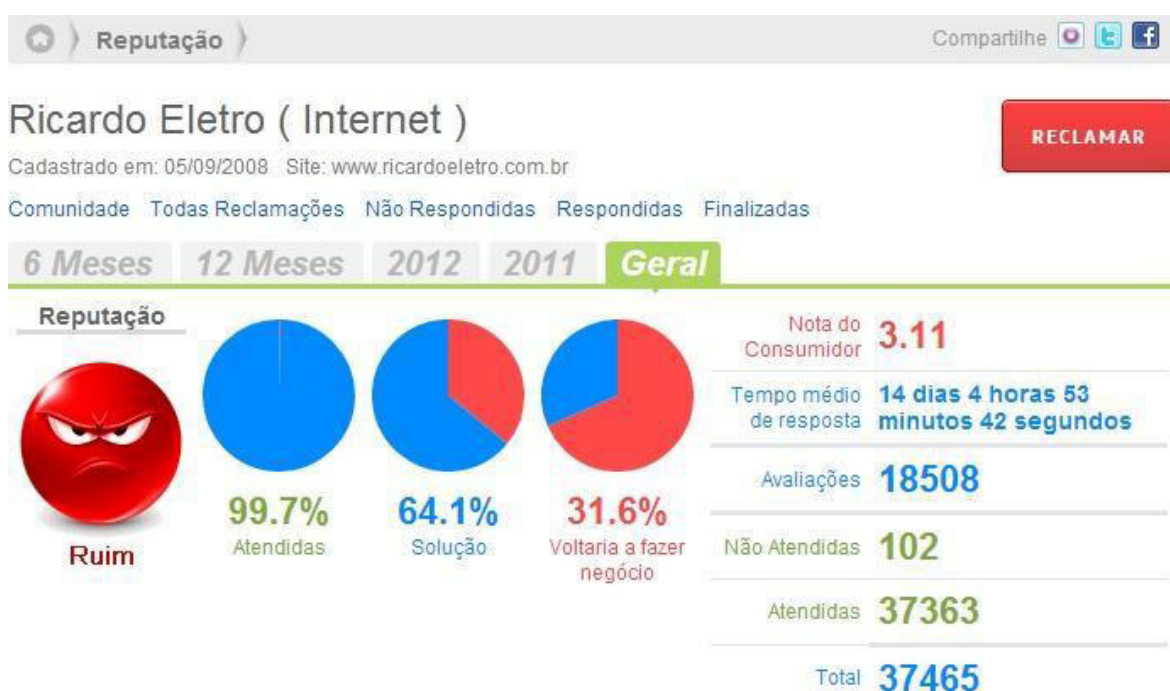 Reputação
Compartilhe
Ricardo Eletro ( Internet )
RECLAMAR
Cadastrado em: 05/09/2008 Site: www.ricardoeletro.com.br
Comunidade Todas Reclamações Não Respondidas Respondidas Finalizadas
6 Meses 12 Meses 2012 2011 Geral
Reputação
Ruim
99.7%
Atendidas
64.1%
Solução
31.6%
Voltaria a fazer
negócio
Nota do
Consumidor
3.11
Tempo médio
de resposta
14 dias 4 horas 53
minutos 42 segundos
Avaliações 18508
Não Atendidas 102
Atendidas 37363
Total 37465